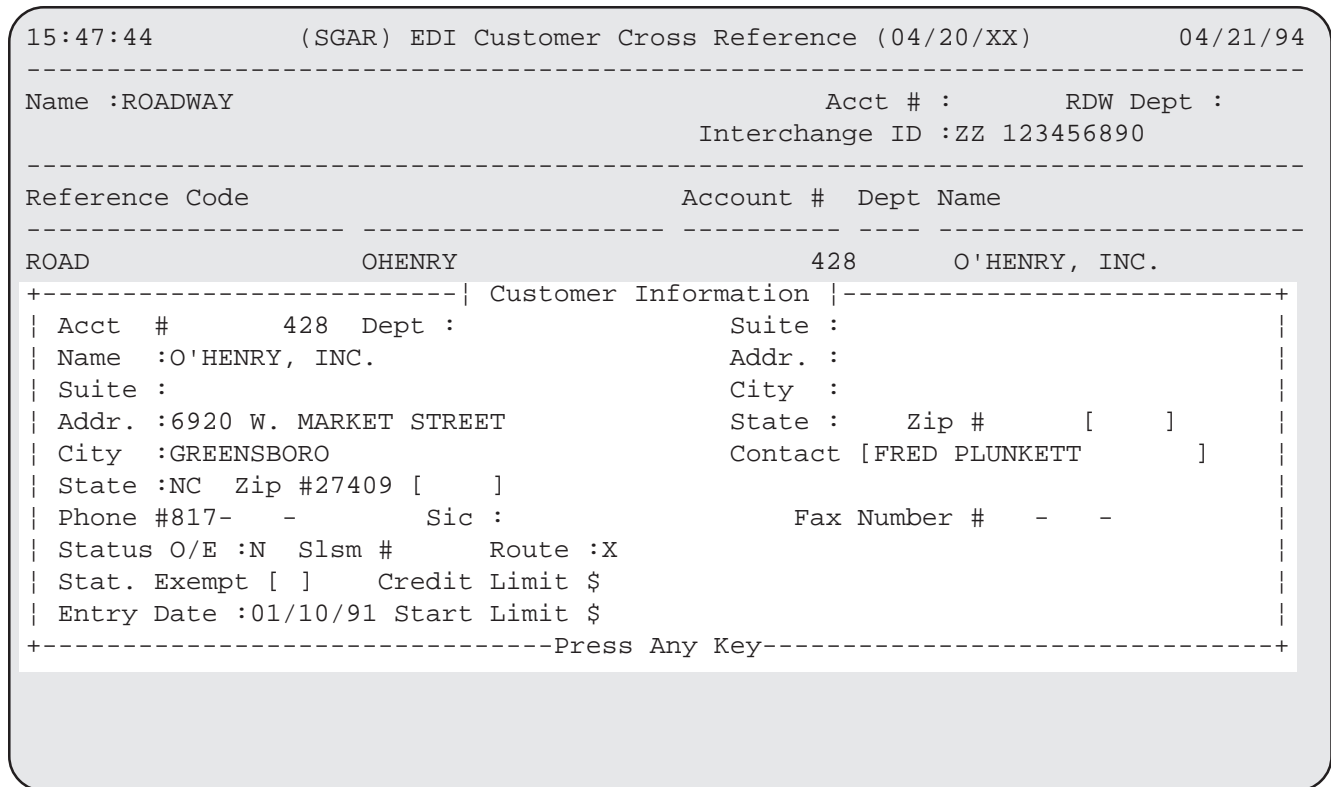 15:47:44         (SGAR) EDI Customer Cross Reference (04/20/XX)         04/21/94
--------------------------------------------------------------------------------
Name :ROADWAY                                     Acct # :       RDW Dept :
                                          Interchange ID :ZZ 123456890
--------------------------------------------------------------------------------
Reference Code                           Account #  Dept Name
-------------------- ------------------- ---------- ---- -----------------------
ROAD                 OHENRY                      428      O'HENRY, INC.
+--------------------------¦ Customer Information ¦---------------------------+
¦ Acct  #       428  Dept :                 Suite :                           ¦
¦ Name  :O'HENRY, INC.                      Addr. :                           ¦
¦ Suite :                                   City  :                           ¦
¦ Addr. :6920 W. MARKET STREET              State :    Zip #      [    ]      ¦
¦ City  :GREENSBORO                         Contact [FRED PLUNKETT       ]    ¦
¦ State :NC  Zip #27409 [    ]                                                ¦
¦ Phone #817-   -        Sic :                  Fax Number #   -   -          ¦
¦ Status O/E :N  Slsm #      Route :X                                         ¦
¦ Stat. Exempt [ ]    Credit Limit $                                          ¦
¦ Entry Date :01/10/91 Start Limit $                                          ¦
+--------------------------------Press Any Key--------------------------------+